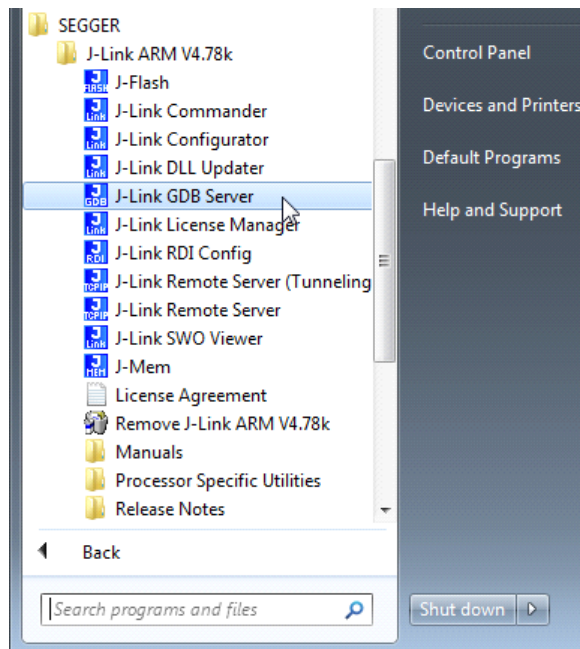 SEGGER
J-Link ARM V4.78k
J-Flash
J-Link Commander
J-Link Configurator
J-Link DLL Updater
J-Link GDB Server
J-Link License Manager
J-Link RDI Config
J-Link Remote Server (Tunneling
J-Link Remote Server
J-Link SWO Viewer
J-Mem
License Agreement
Remove J-Link ARM V4.78k
Manuals
Processor Specific Utilities
Release Notes
Back
Search programs and files
Control Panel
Devices and Printers
Default Programs
Help and Support
Shut down